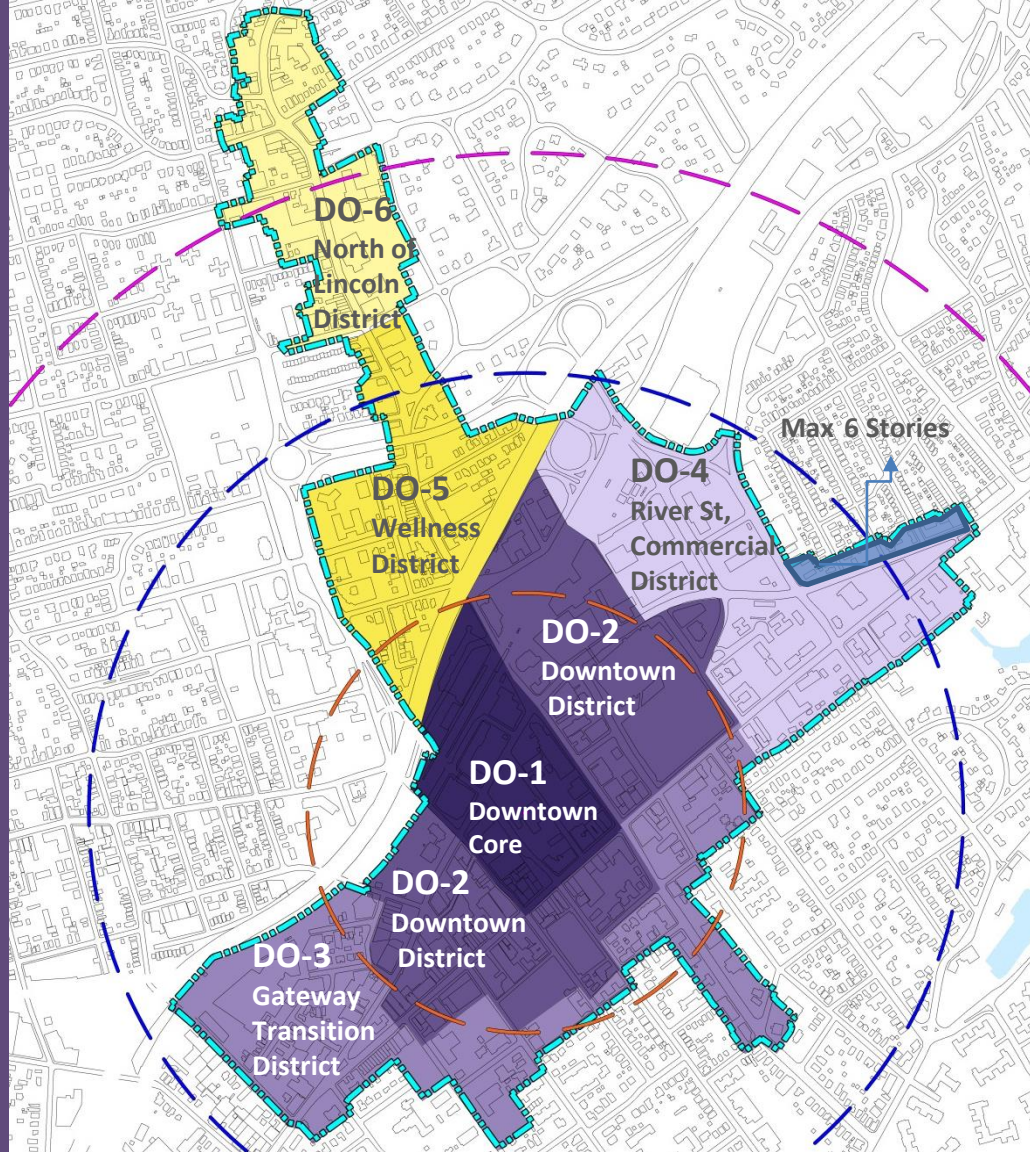 DO-6
North of
Lincoln
District
Max 6 Stories
DO-5
Wellness
District
DO-4
River St,
Commercial
District
DO-2
Downtown
District
DO-1
Downtown
Core
DO-2
Downtown
District
DO-3
Gateway
Transition
District